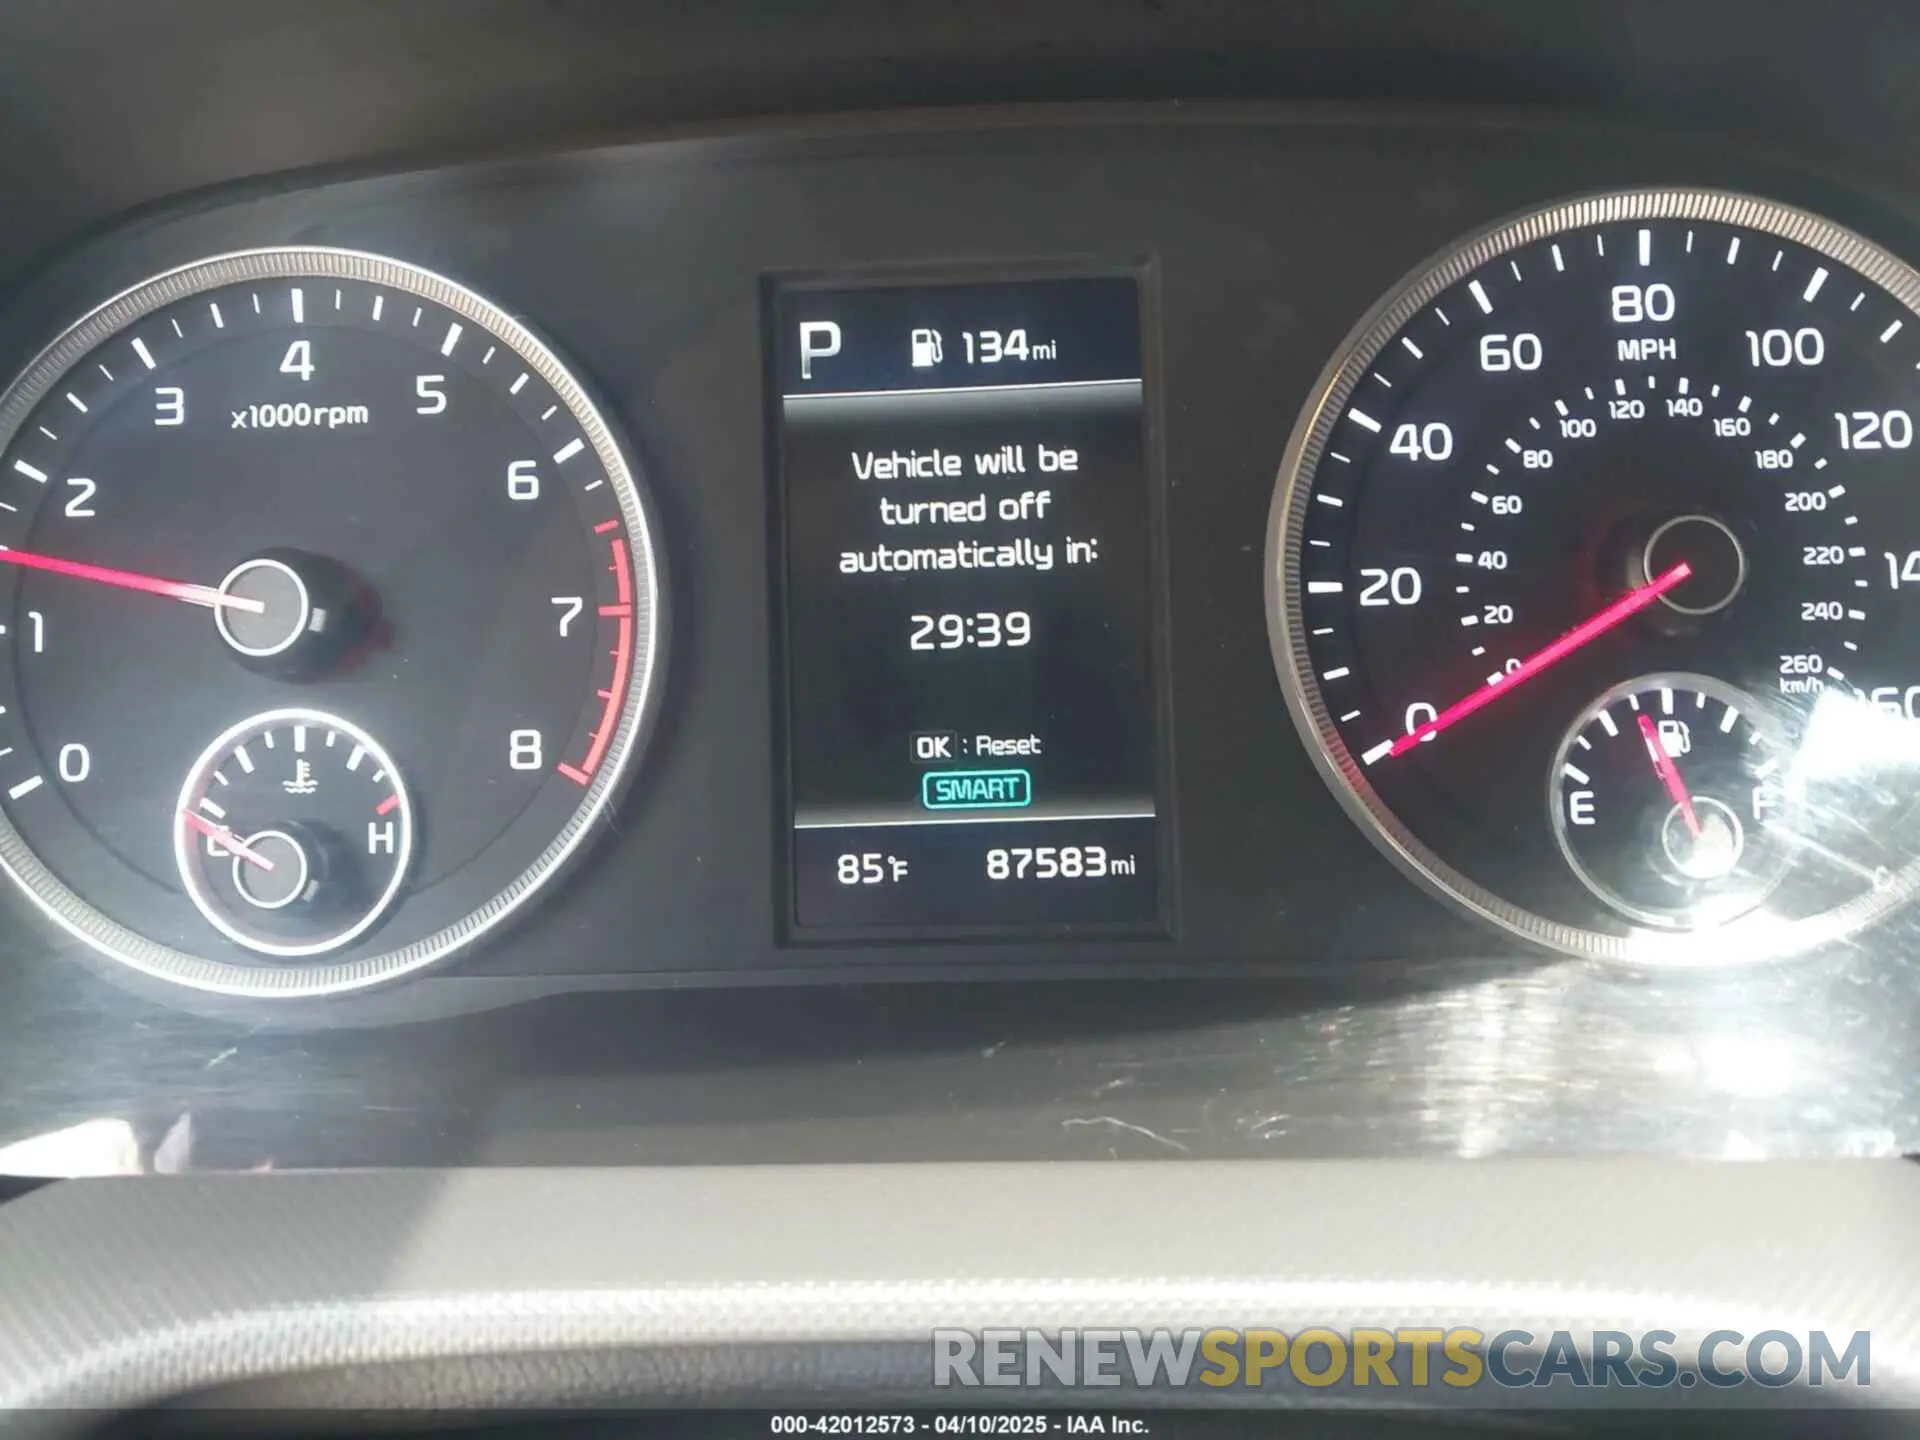 P 134mi
Vehicle will be
turned off
automatically in:
29:39
OK : Reset
SMART
85°F 87583mi
0
1
2
3
4
5
6
7
8
x1000rpm
H
0
20
40
60
80
100
120
MPH
20
40
60
80
100
120
140
160
180
200
220
240
260
km/h
E
F
RENEWSPORTSCARS.COM
000-42012573 - 04/10/2025 - IAA Inc.